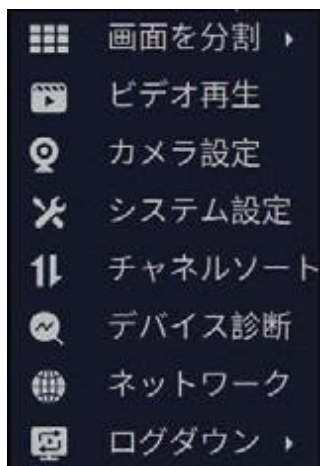 画面を分割
ビデオ再生
カメラ設定
システム設定
チャネルソート
デバイス診断
ネットワーク
ログダウン